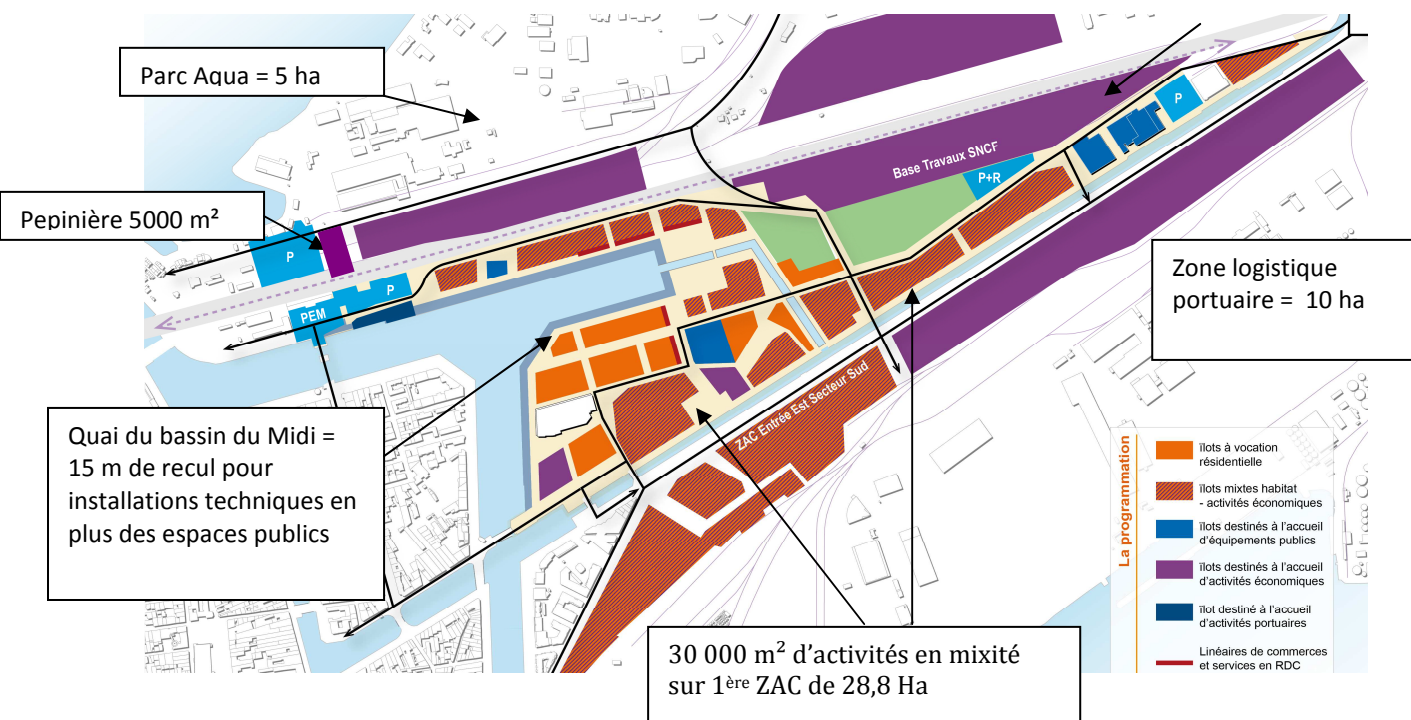 Parc Aqua = 5 ha
Pepinière 5000 m²
P
P
PEM
Base Travaux SNCF
P+R
P
Zone logistique
portuaire = 10 ha
Quai du bassin du Midi =
15 m de recul pour
installations techniques en
plus des espaces publics
ZAC Entrée Est Secteur Sud
30 000 m² d’activités en mixité
sur 1ère ZAC de 28,8 Ha
La programmation
îlots à vocation
résidentielle
îlots mixtes habitat
- activités économiques
îlots destinés à l’accueil
d’équipements publics
îlots destinés à l’accueil
d’activités économiques
îlot destiné à l’accueil
d’activités portuaires
Linéaires de commerces
et services en RDC